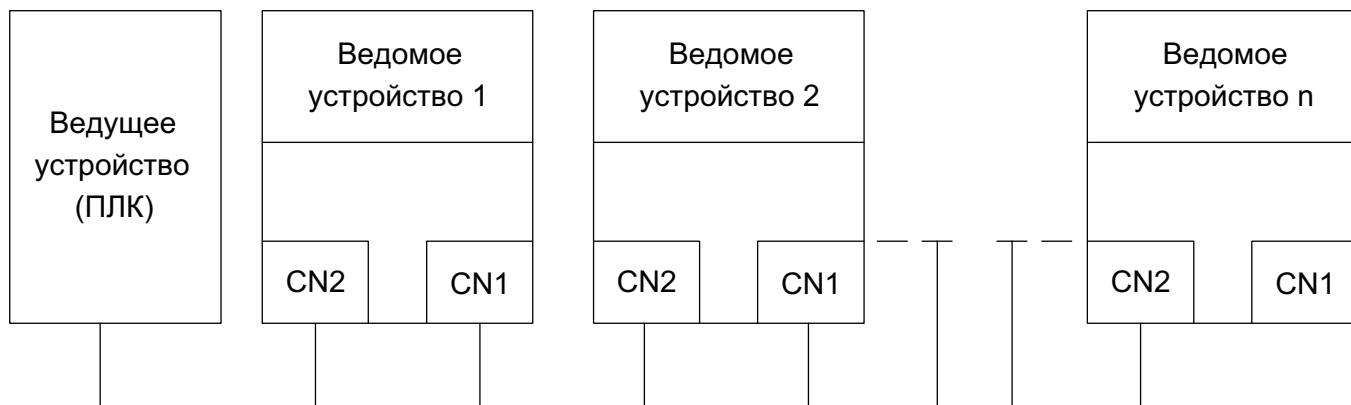 Ведущее
устройство
(ПЛК)
Ведомое
устройство 1
CN2
CN1
Ведомое
устройство 2
CN2
CN1
Ведомое
устройство n
CN2
CN1